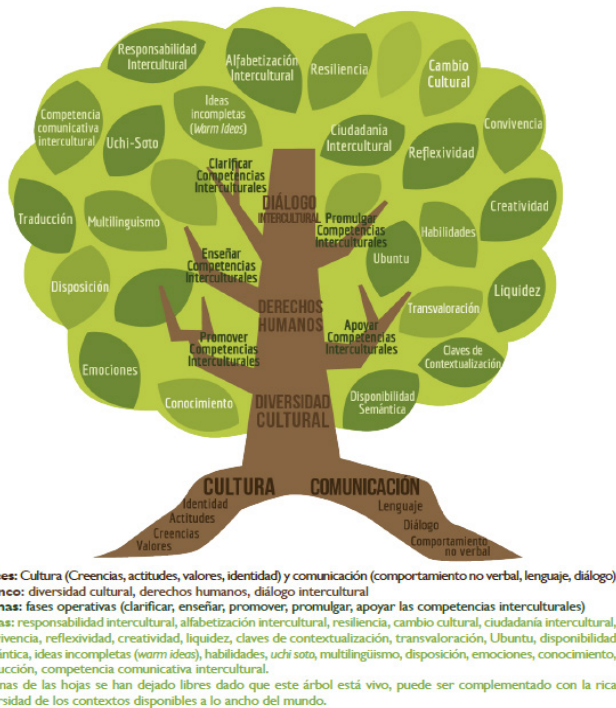 Responsabilidad
Intercultural
Alfabetización
Intercultural
Resiliencia
Cambio
Cultural
Competencia
comunicativa
intercultural
Uchi-Soto
Ideas
incompletas
(Warm Ideas)
Ciudadanía
Intercultural
Reflexividad
Convivencia
Clarificar
Competencias
Interculturales
Traducción
Multilinguismo
DIÁLOGO
INTERCULTURAL
Promulgar
Competencias
Interculturales
Habilidades
Creatividad
Enseñar
Competencias
Interculturales
Ubuntu
Disposición
DERECHOS
HUMANOS
Transvaloración
Liquidez
Promover
Competencias
Interculturales
Apoyar
Competencias
Interculturales
Claves de
Contextualización
Emociones
Conocimiento
DIVERSIDAD
CULTURAL
Disponibilidad
Semántica
CULTURA
COMUNICACIÓN
Identidad
Actitudes
Creencias
Valores
Lenguaje
Diálogo
Comportamiento
no verbal
es: Cultura (Creencias, actitudes, valores, identidad) y comunicación (comportamiento no verbal, lenguaje, diálogo)
nco: diversidad cultural, derechos humanos, diálogo intercultural
nas: fases operativas (clarificar, enseñar, promover, promulgar, apoyar las competencias interculturales)
as: responsabilidad intercultural, alfabetización intercultural, resiliencia, cambio cultural, ciudadanía intercultural,
vivencia, reflexividad, creatividad, liquidez, claves de contextualización, transvaloración, Ubuntu, disponibilidad
ántica, ideas incompletas (warm ideas), habilidades, uchi soto, multilingüismo, disposición, emociones, conocimiento,
ucción, competencia comunicativa intercultural.
nas de las hojas se han dejado libres dado que este árbol está vivo, puede ser complementado con la rica
ersidad de los contextos disponibles a lo ancho del mundo.